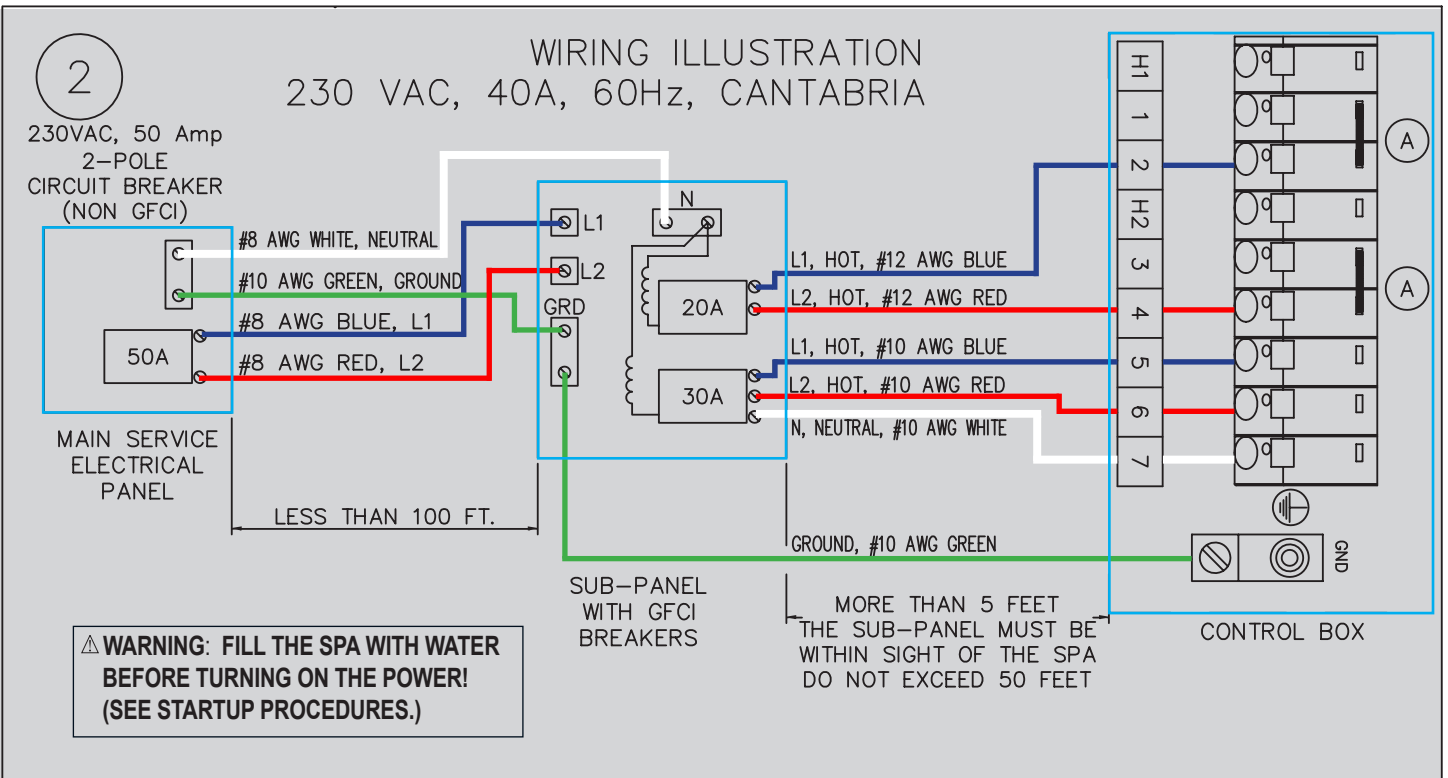 2
WIRING ILLUSTRATION
230 VAC, 40A, 60Hz, CANTABRIA
230VAC, 50 Amp
2-POLE
CIRCUIT BREAKER
(NON GFCI)
#8 AWG WHITE, NEUTRAL
#10 AWG GREEN, GROUND
#8 AWG BLUE, L1
#8 AWG RED, L2
50A
MAIN SERVICE
ELECTRICAL
PANEL
LESS THAN 100 FT.
N
L1
L2
GRD
20A
30A
SUB-PANEL
WITH GFCI
BREAKERS
L1, HOT, #12 AWG BLUE
L2, HOT, #12 AWG RED
L1, HOT, #10 AWG BLUE
L2, HOT, #10 AWG RED
N, NEUTRAL, #10 AWG WHITE
GROUND, #10 AWG GREEN
MORE THAN 5 FEET
THE SUB-PANEL MUST BE
WITHIN SIGHT OF THE SPA
DO NOT EXCEED 50 FEET
H1
1
2
H2
3
4
5
6
7
A
A
GND
CONTROL BOX
⚠ WARNING: FILL THE SPA WITH WATER
BEFORE TURNING ON THE POWER!
(SEE STARTUP PROCEDURES.)